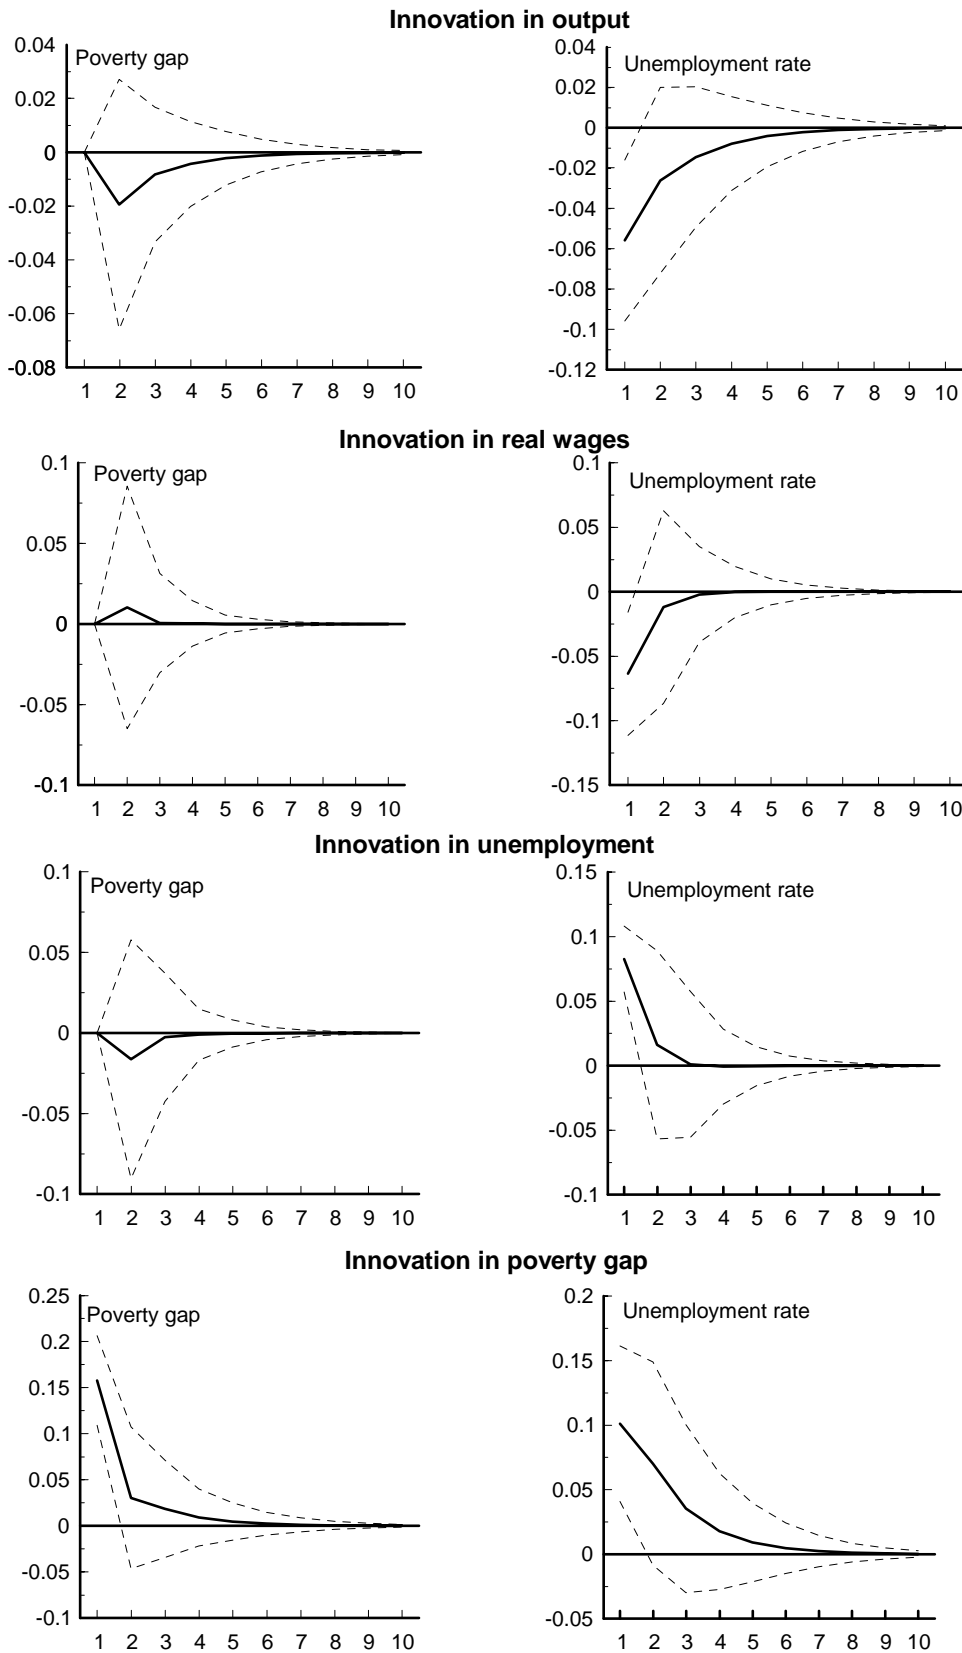 Innovation in output
Poverty gap
0.04
0.02
0
-0.02
-0.04
-0.06
-0.08
1 2 3 4 5 6 7 8 9 10
Unemployment rate
0.04
0.02
0
-0.02
-0.04
-0.06
-0.08
-0.1
-0.12
1 2 3 4 5 6 7 8 9 10
Innovation in real wages
Poverty gap
0.1
0.05
0
-0.05
-0.1
1 2 3 4 5 6 7 8 9 10
Unemployment rate
0.1
0.05
0
-0.05
-0.1
-0.15
1 2 3 4 5 6 7 8 9 10
Innovation in unemployment
Poverty gap
0.1
0.05
0
-0.05
-0.1
1 2 3 4 5 6 7 8 9 10
Unemployment rate
0.15
0.1
0.05
0
-0.05
-0.1
1 2 3 4 5 6 7 8 9 10
Innovation in poverty gap
Poverty gap
0.25
0.2
0.15
0.1
0.05
0
-0.05
-0.1
1 2 3 4 5 6 7 8 9 10
Unemployment rate
0.2
0.15
0.1
0.05
0
-0.05
1 2 3 4 5 6 7 8 9 10